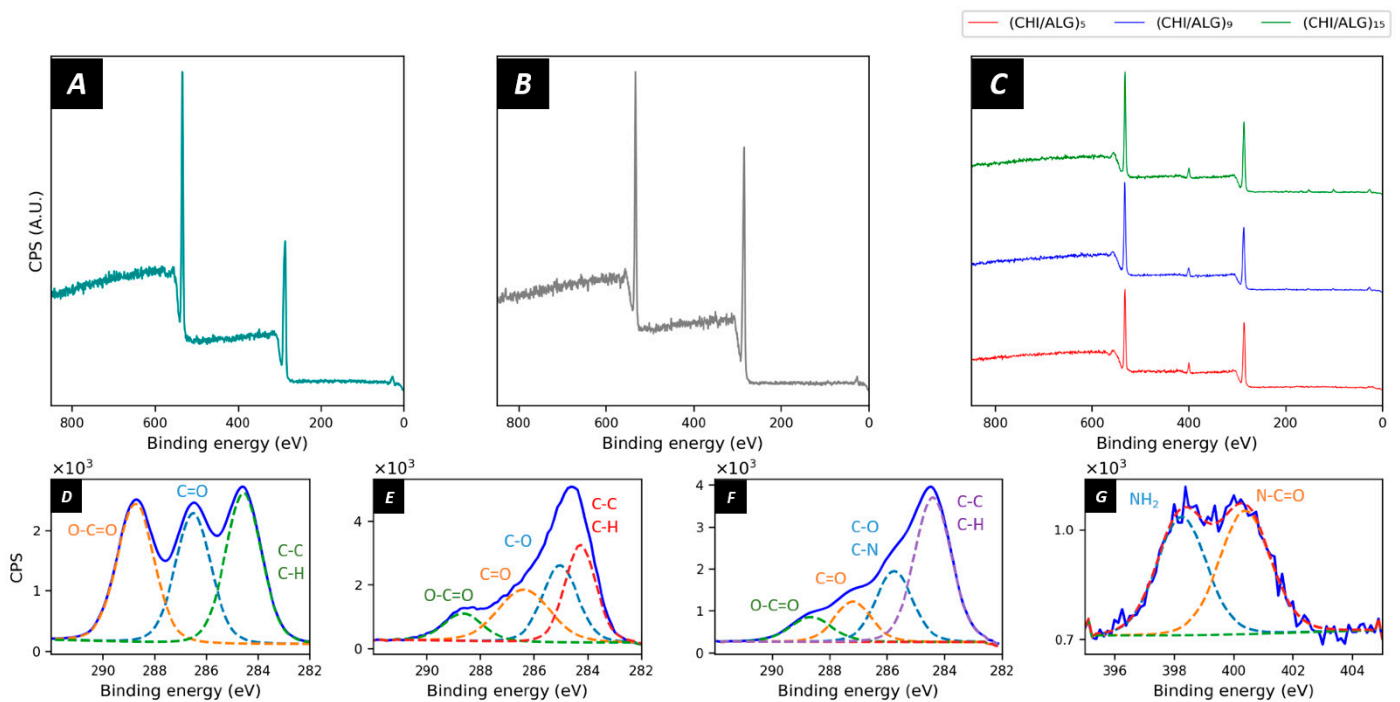 (CHI/ALG)₅ (CHI/ALG)₉ (CHI/ALG)₁₅
A B C
CPS (A.U.)
800 600 400 200 0
800 600 400 200 0
800 600 400 200 0
Binding energy (eV)
Binding energy (eV)
Binding energy (eV)
×10³
D
O-C=O
C=O
C-C
C-H
CPS
2
1
0
290 288 286 284 282
Binding energy (eV)
×10³
E
C-C
C-H
C-O
C=O
O-C=O
4
2
0
290 288 286 284 282
Binding energy (eV)
×10³
F
C-C
C-H
C-O
C-N
C=O
O-C=O
4
3
2
1
0
290 288 286 284 282
Binding energy (eV)
×10³
G
NH₂
N-C=O
1.0
0.7
396 398 400 402 404
Binding energy (eV)